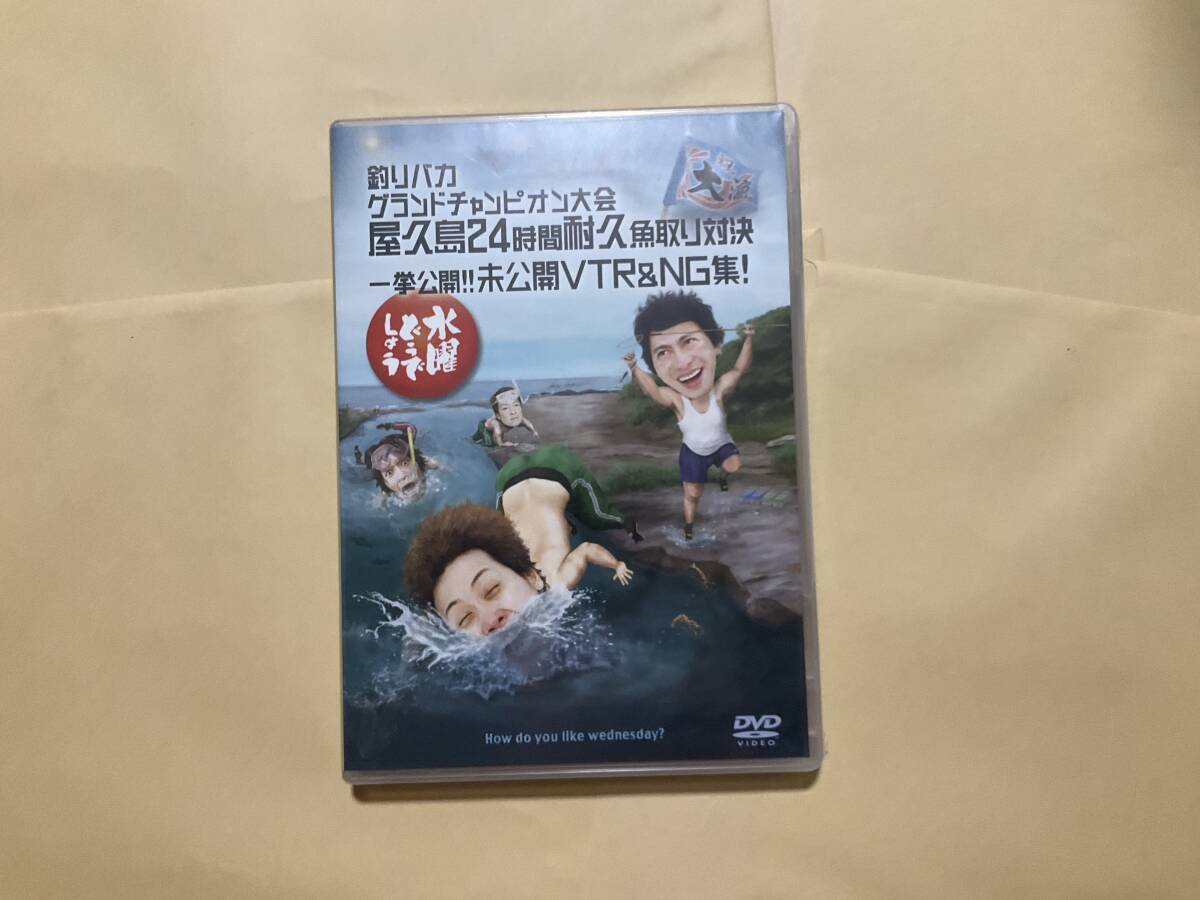 釣りバカ
グランドチャンピオン大会
屋久島24時間耐久魚取り対決
一挙公開!!未公開VTR&NG集!
大漁
水曜
どうで
しょう
How do you like wednesday?
DVD
VIDEO